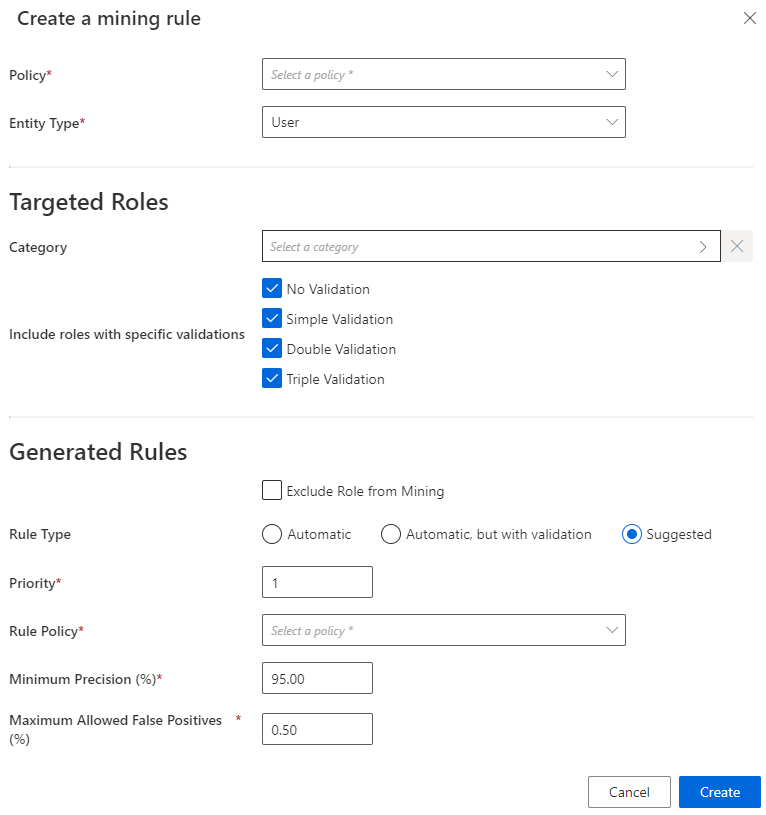 Create a mining rule
Policy*
Select a policy *
Entity Type*
User
Targeted Roles
Category
Select a category
Include roles with specific validations
No Validation
Simple Validation
Double Validation
Triple Validation
Generated Rules
Exclude Role from Mining
Rule Type
Automatic
Automatic, but with validation
Suggested
Priority*
1
Rule Policy*
Select a policy *
Minimum Precision (%)*
95.00
Maximum Allowed False Positives *
(%)
0.50
Cancel
Create